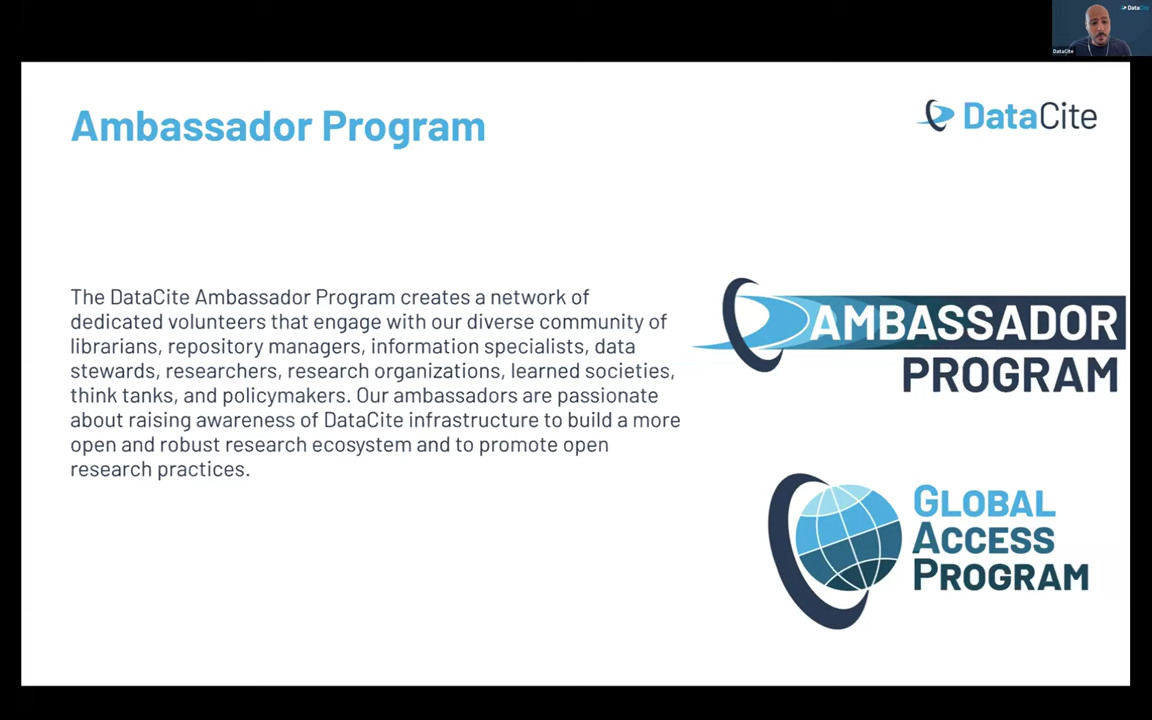 DataCite
DataCite
Ambassador Program
DataCite
The DataCite Ambassador Program creates a network of
dedicated volunteers that engage with our diverse community of
librarians, repository managers, information specialists, data
stewards, researchers, research organizations, learned societies,
think tanks, and policymakers. Our ambassadors are passionate
about raising awareness of DataCite infrastructure to build a more
open and robust research ecosystem and to promote open
research practices.
AMBASSADOR
PROGRAM
GLOBAL
ACCESS
PROGRAM